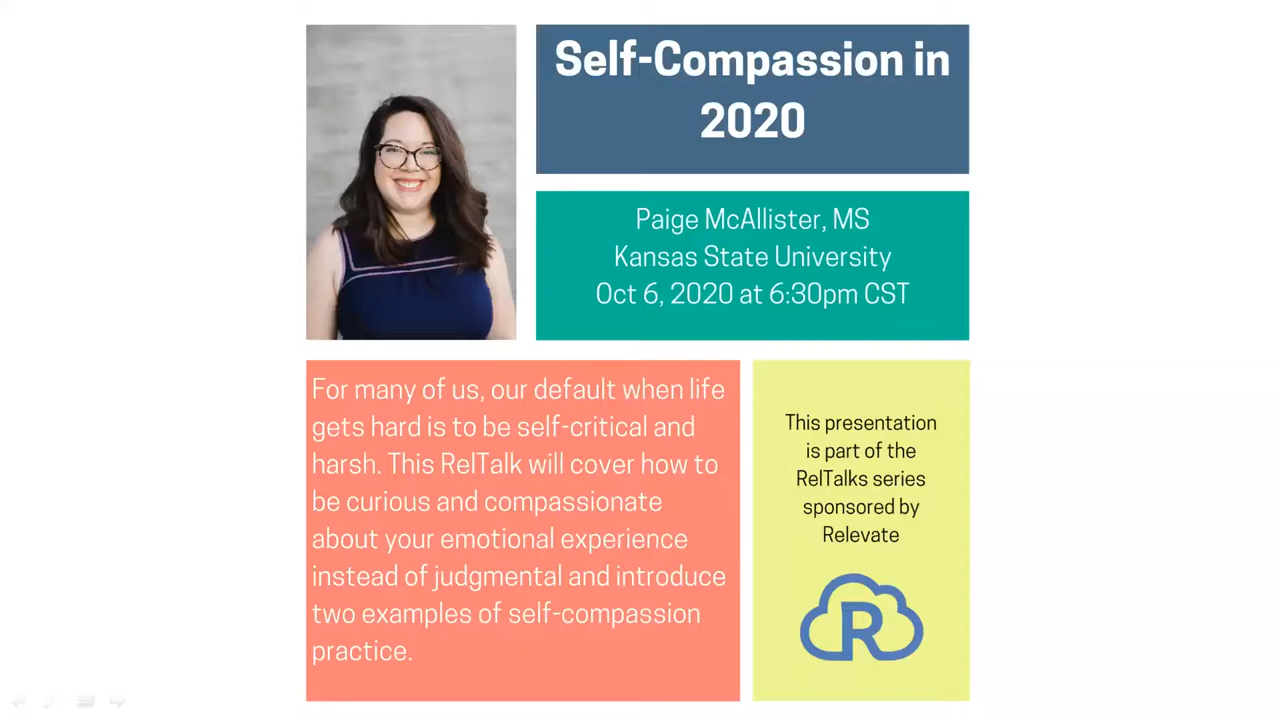 Self-Compassion in
2020
Paige McAllister, MS
Kansas State University
Oct 6, 2020 at 6:30pm CST
For many of us, our default when life
gets hard is to be self-critical and
harsh. This RelTalk will cover how to
be curious and compassionate
about your emotional experience
instead of judgmental and introduce
two examples of self-compassion
practice.
This presentation
is part of the
RelTalks series
sponsored by
Relevate
R